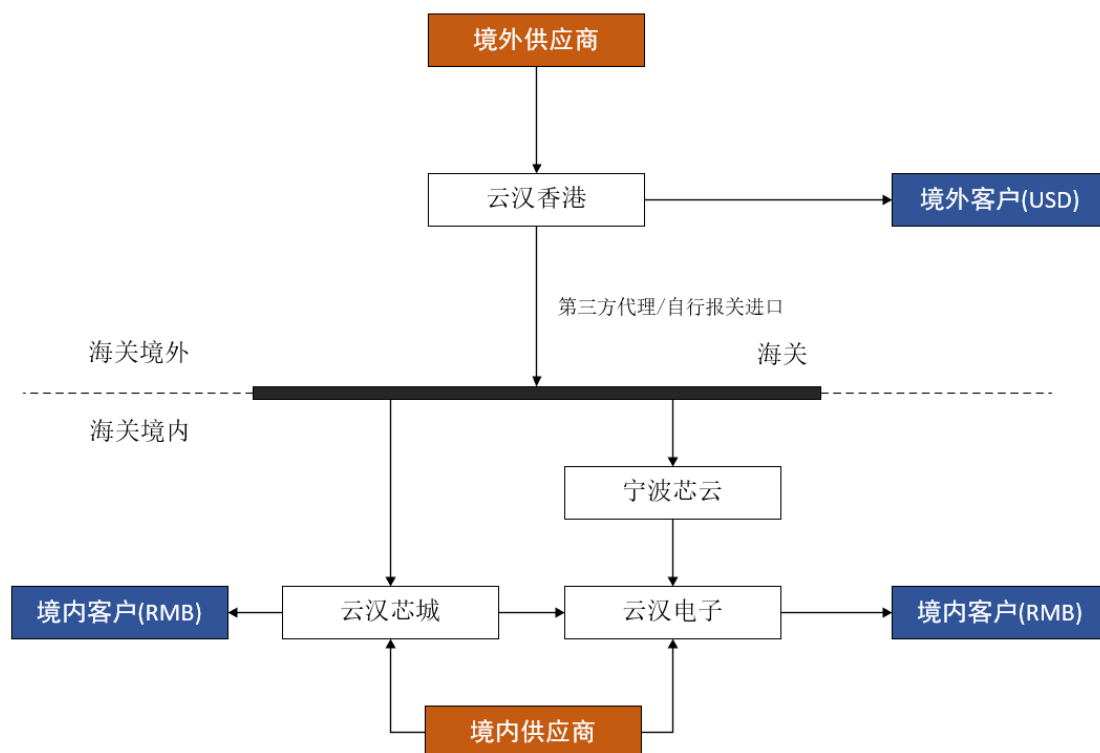 境外供应商
云汉香港
境外客户(USD)
第三方代理/自行报关进口
海关境外
海关
海关境内
宁波芯云
境内客户(RMB)
云汉芯城
云汉电子
境内客户(RMB)
境内供应商